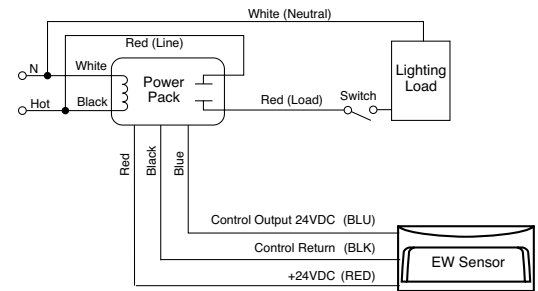 White (Neutral)
Red (Line)
N
White
Power
Pack
Lighting
Load
Hot
Black
Red (Load)
Switch
Red
Black
Blue
Control Output 24VDC (BLU)
Control Return (BLK)
EW Sensor
+24VDC (RED)